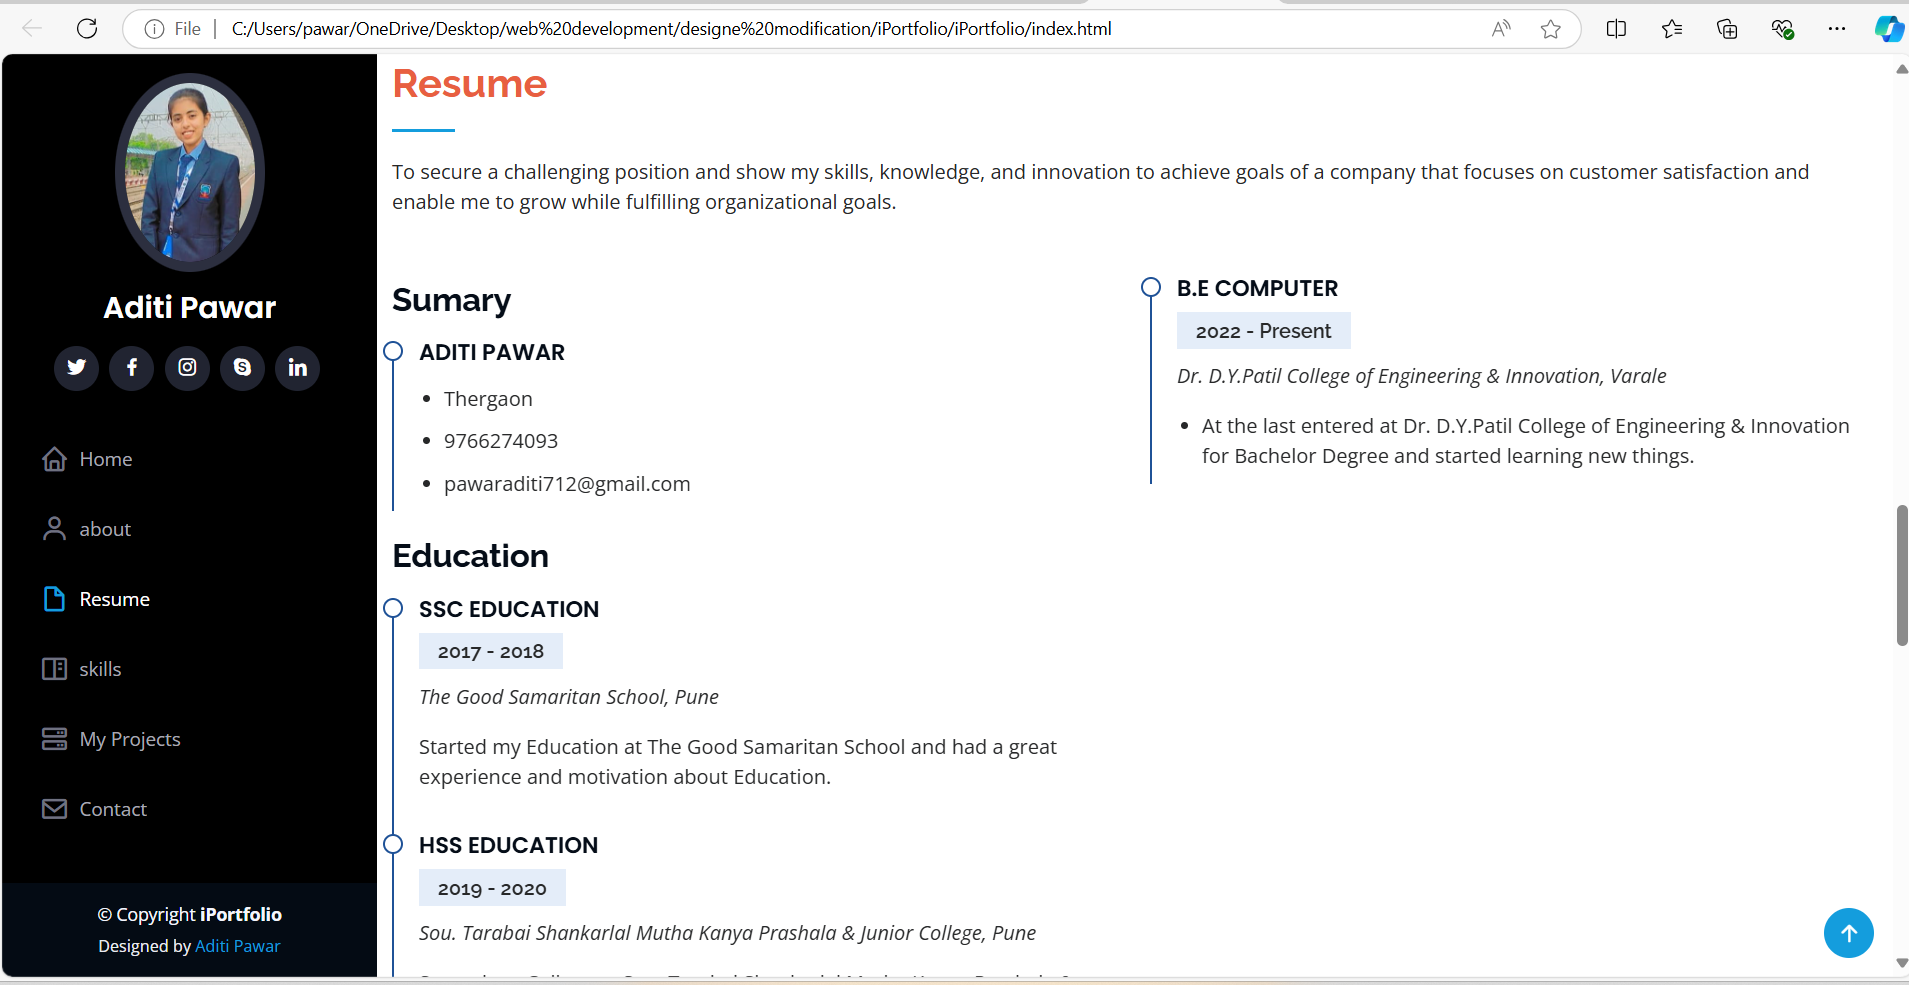 File
C:/Users/pawar/OneDrive/Desktop/web%20development/designe%20modification/iPortfolio/iPortfolio/index.html
Aditi Pawar
Home
about
Resume
skills
My Projects
Contact
© Copyright iPortfolio
Designed by Aditi Pawar
Resume
To secure a challenging position and show my skills, knowledge, and innovation to achieve goals of a company that focuses on customer satisfaction and
enable me to grow while fulfilling organizational goals.
Sumary
ADITI PAWAR
• Thergaon
• 9766274093
• pawaraditi712@gmail.com
Education
SSC EDUCATION
2017 - 2018
The Good Samaritan School, Pune
Started my Education at The Good Samaritan School and had a great
experience and motivation about Education.
HSS EDUCATION
2019 - 2020
Sou. Tarabai Shankarlal Mutha Kanya Prashala & Junior College, Pune
B.E COMPUTER
2022 - Present
Dr. D.Y.Patil College of Engineering & Innovation, Varale
• At the last entered at Dr. D.Y.Patil College of Engineering & Innovation
for Bachelor Degree and started learning new things.